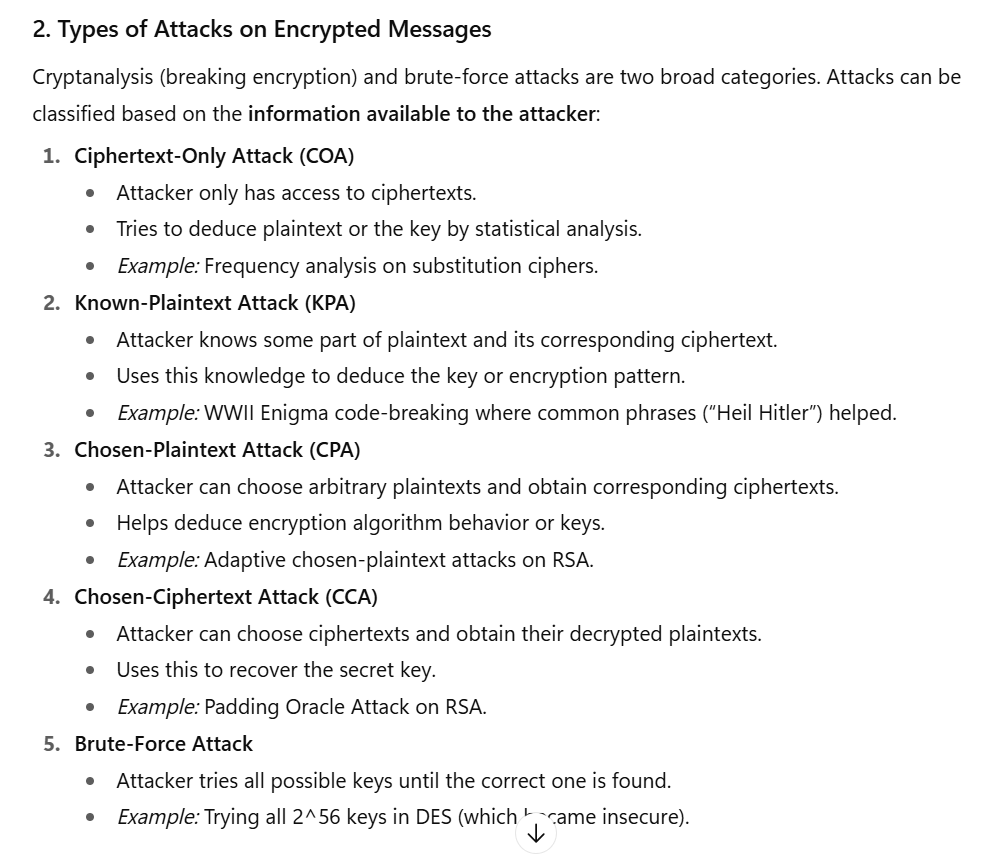 2. Types of Attacks on Encrypted Messages
Cryptanalysis (breaking encryption) and brute-force attacks are two broad categories. Attacks can be
classified based on the information available to the attacker:
1. Ciphertext-Only Attack (COA)
Attacker only has access to ciphertexts.
Tries to deduce plaintext or the key by statistical analysis.
Example: Frequency analysis on substitution ciphers.
2. Known-Plaintext Attack (KPA)
Attacker knows some part of plaintext and its corresponding ciphertext.
Uses this knowledge to deduce the key or encryption pattern.
Example: WWII Enigma code-breaking where common phrases (“Heil Hitler”) helped.
3. Chosen-Plaintext Attack (CPA)
Attacker can choose arbitrary plaintexts and obtain corresponding ciphertexts.
Helps deduce encryption algorithm behavior or keys.
Example: Adaptive chosen-plaintext attacks on RSA.
4. Chosen-Ciphertext Attack (CCA)
Attacker can choose ciphertexts and obtain their decrypted plaintexts.
Uses this to recover the secret key.
Example: Padding Oracle Attack on RSA.
5. Brute-Force Attack
Attacker tries all possible keys until the correct one is found.
Example: Trying all 2^56 keys in DES (which became insecure).